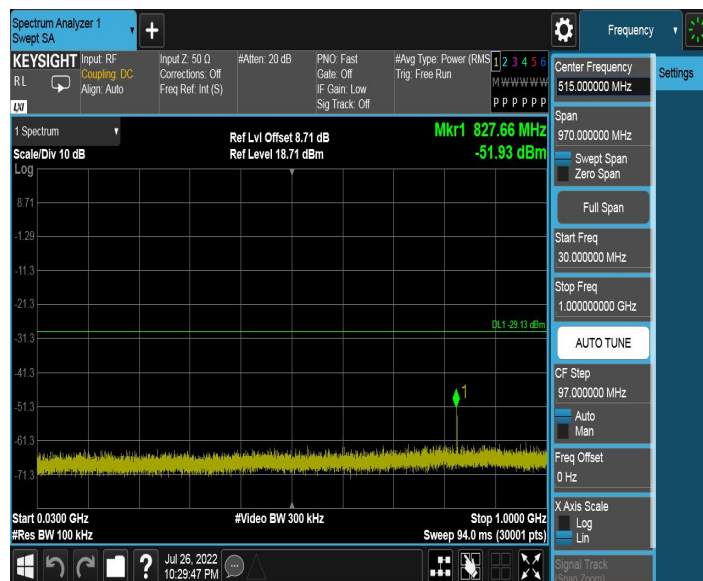 Spectrum Analyzer 1
Swept SA
Frequency
KEYSIGHT
RL
LXI
Input: RF
Coupling: DC
Align: Auto
Input Z: 50 Ω
Corrections: Off
Freq Ref: Int (S)
#Atten: 20 dB
PNO: Fast
Gate: Off
IF Gain: Low
Sig Track: Off
#Avg Type: Power (RMS
Trig: Free Run
1 2 3 4 5 6
M W W W W W
P P P P P P
1 Spectrum
Scale/Div 10 dB
Log
Ref Lvl Offset 8.71 dB
Ref Level 18.71 dBm
Mkr1 827.66 MHz
-51.93 dBm
8.71
-1.29
-11.3
-21.3
DL1 -29.13 dBm
-31.3
-41.3
1
-51.3
-61.3
-71.3
Start 0.0300 GHz
#Res BW 100 kHz
#Video BW 300 kHz
Stop 1.0000 GHz
Sweep 94.0 ms (30001 pts)
?
Jul 26, 2022
10:29:47 PM
Center Frequency
515.000000 MHz
Span
970.000000 MHz
Swept Span
Zero Span
Full Span
Start Freq
30.000000 MHz
Stop Freq
1.000000000 GHz
AUTO TUNE
CF Step
97.000000 MHz
Auto
Man
Freq Offset
0 Hz
X Axis Scale
Log
Lin
Signal Track
(Span Zoom)
Settings